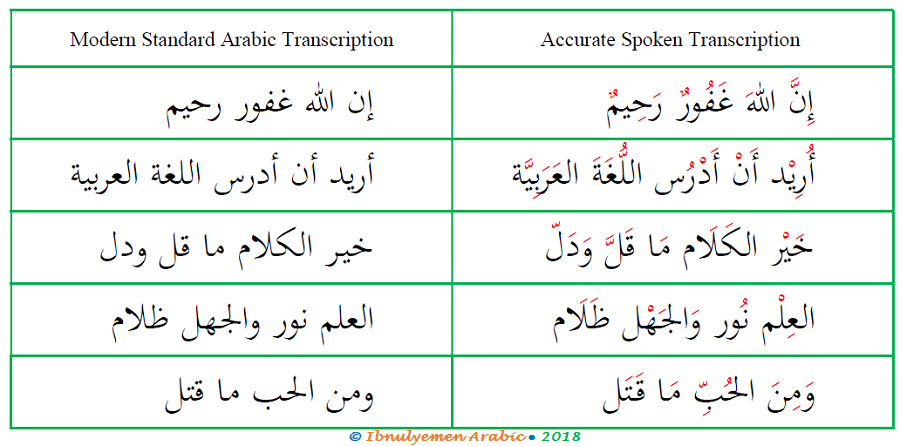 Modern Standard Arabic Transcription
Accurate Spoken Transcription
إن الله غفور رحيم
إِنَّ اللهَ غَفُورٌ رَحِيمٌ
أريد أن أدرس اللغة العربية
أُرِيْد أَنْ أَدْرُس اللُّغَةَ العَرَبِيَّة
خير الكلام ما قل ودل
خَيْر الكَلَام مَا قَلَّ وَدَلّ
العلم نور والجهل ظلام
العِلْم نُور وَالجَهْل ظَلَام
ومن الحب ما قتل
وَمِنَ الحُبِّ مَا قَتَل
© Ibnulyemen Arabic • 2018